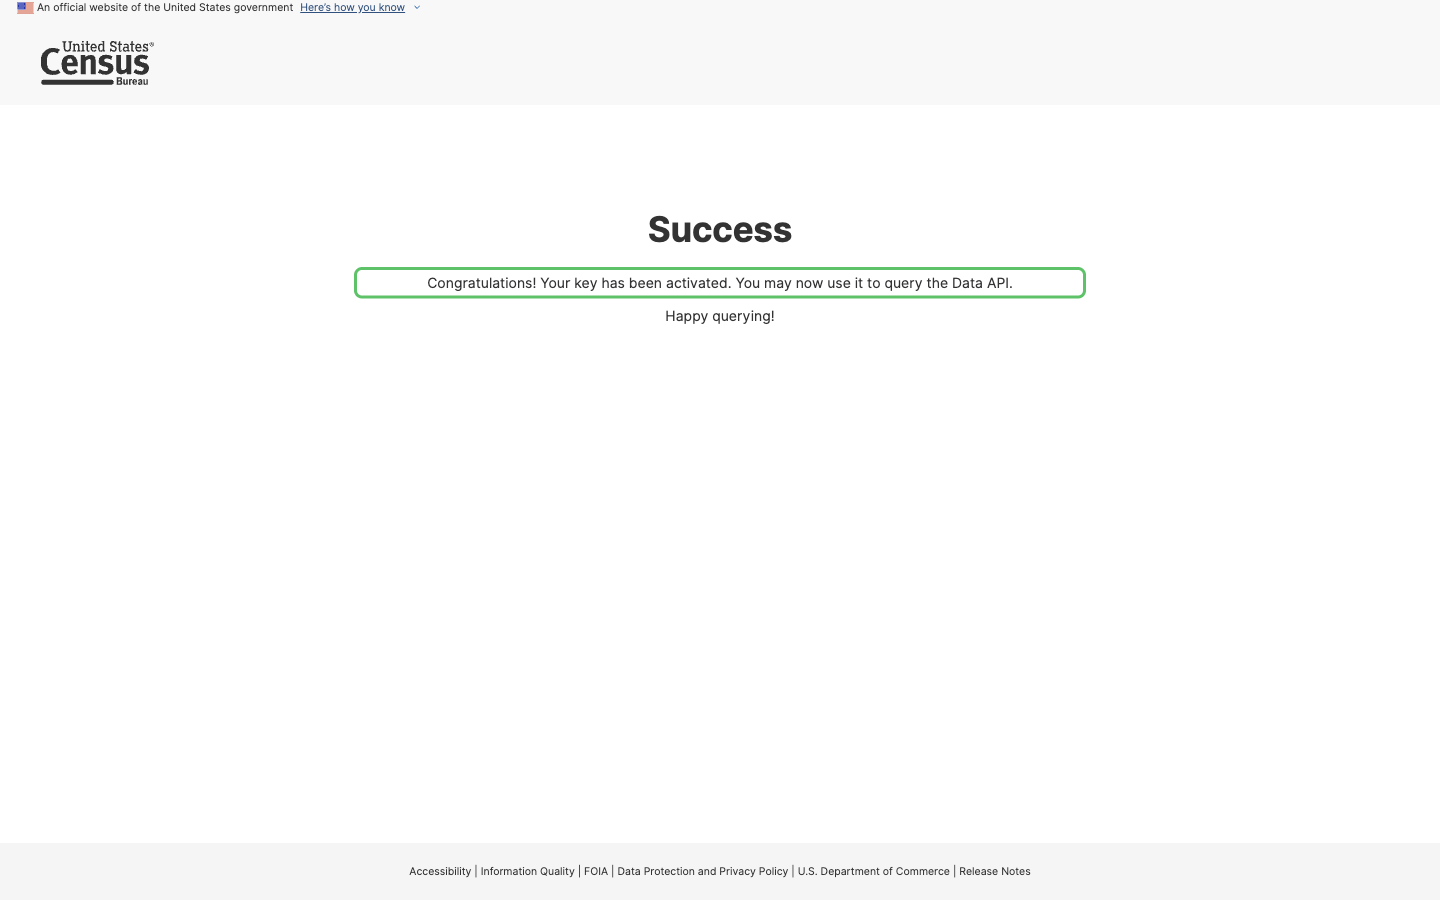 An official website of the United States government Here's how you know
United States®
Census
Bureau
Success
Congratulations! Your key has been activated. You may now use it to query the Data API.
Happy querying!
Accessibility | Information Quality | FOIA | Data Protection and Privacy Policy | U.S. Department of Commerce | Release Notes